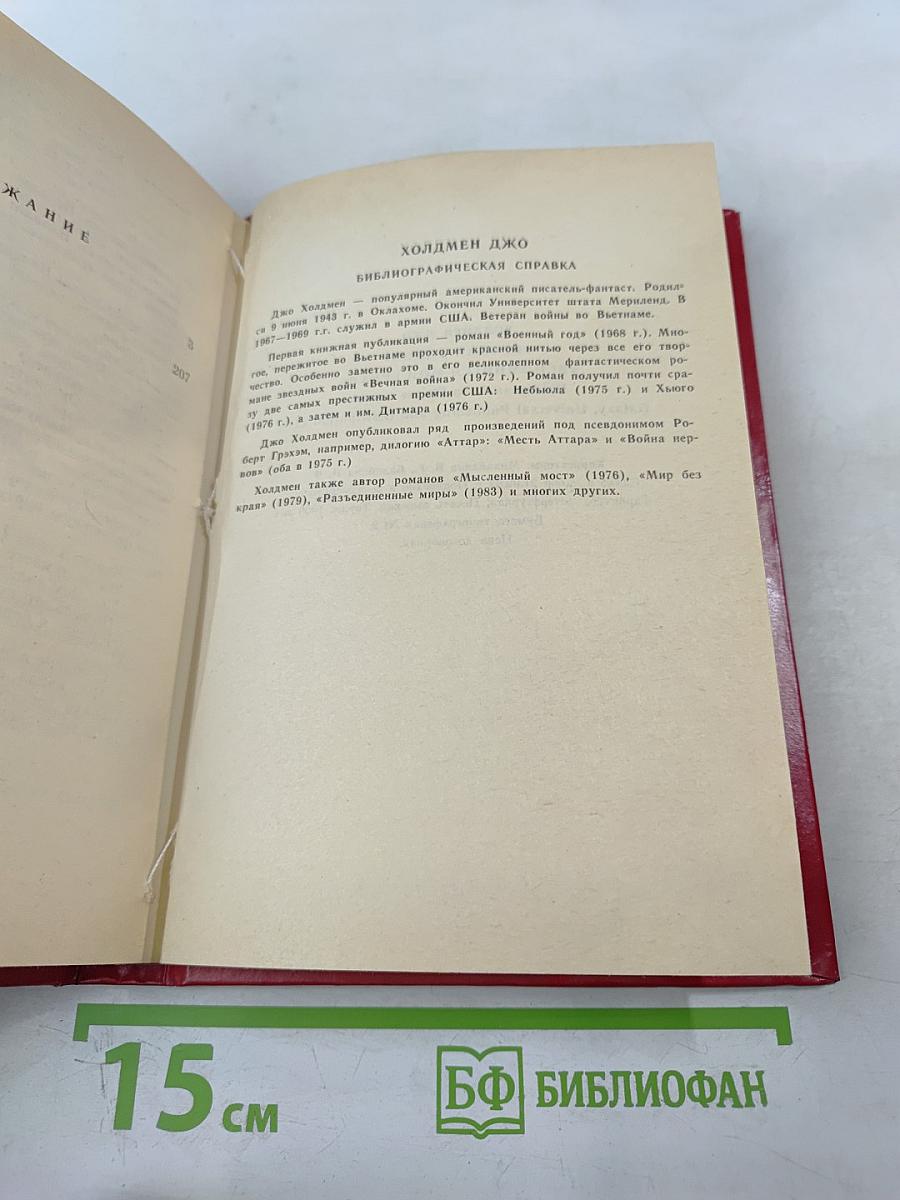 ЖАНИЕ
3
207
ХОЛДМЕН ДЖО
БИБЛИОГРАФИЧЕСКАЯ СПРАВКА
Джо Холдмен — популярный американский писатель-фантаст. Родил-
ся 9 июня 1943 г. в Оклахоме. Окончил Университет штата Мериленд. В
1967—1969 г.г. служил в армии США. Ветеран войны во Вьетнаме.
Первая книжная публикация — роман «Военный год» (1968 г.). Мно-
гое, пережитое во Вьетнаме проходит красной нитью через все его твор-
чество. Особенно заметно это в его великолепном фантастическом ро-
мане звездных войн «Вечная война» (1972 г.). Роман получил почти сра-
зу две самых престижных премии США: Небьюла (1975 г.) и Хьюго
(1976 г.), а затем и им. Дитмара (1976 г.)
Джо Холдмен опубликовал ряд произведений под псевдонимом Ро-
берт Грэхэм, например, дилогию «Аттар»: «Месть Аттара» и «Война нер-
вов» (оба в 1975 г.)
Холдмен также автор романов «Мысленный мост» (1976), «Мир без
края» (1979), «Разъединенные миры» (1983) и многих других.
15 см
БФ БИБЛИОФАН